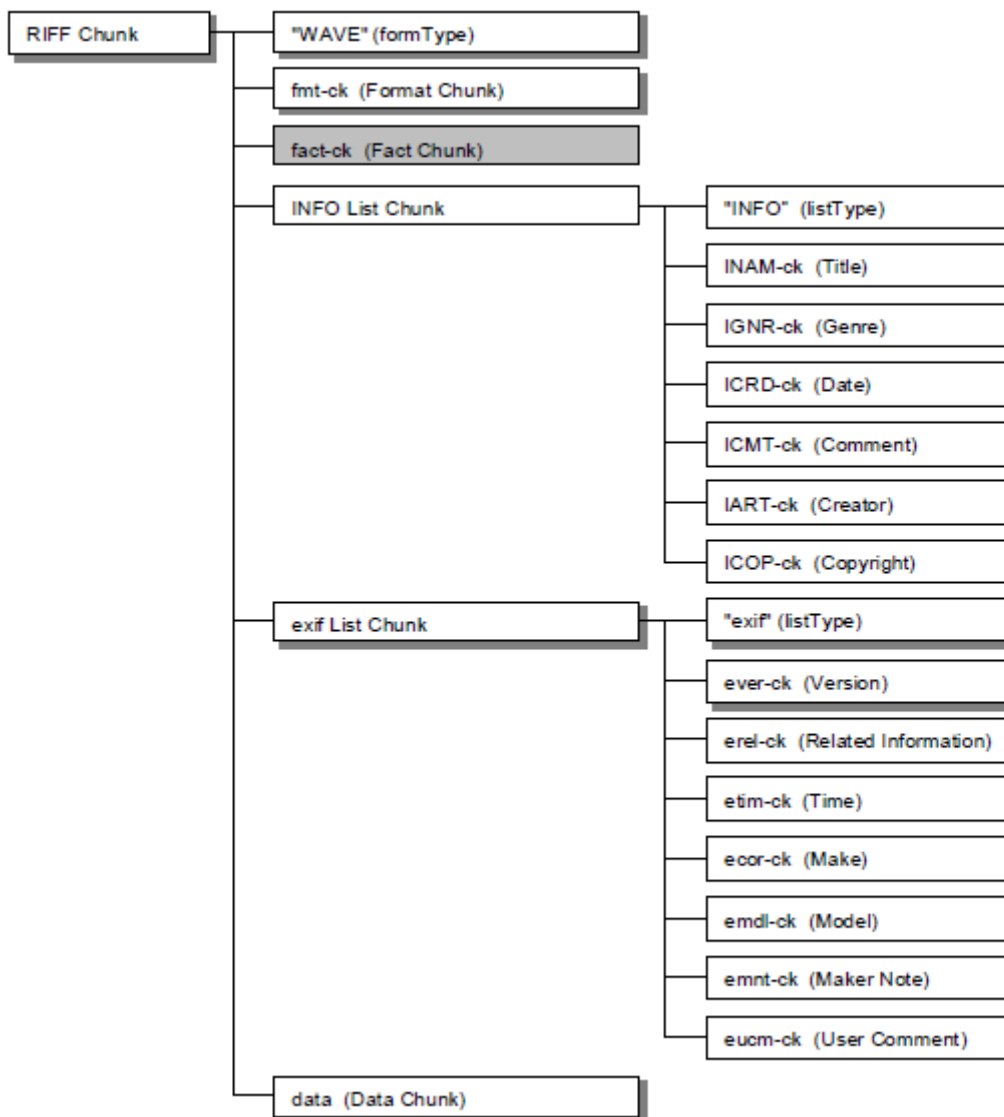 RIFF Chunk
"WAVE" (formType)
fmt-ck (Format Chunk)
fact-ck (Fact Chunk)
INFO List Chunk
"INFO" (listType)
INAM-ck (Title)
IGNR-ck (Genre)
ICRD-ck (Date)
ICMT-ck (Comment)
IART-ck (Creator)
ICOP-ck (Copyright)
exif List Chunk
"exif" (listType)
ever-ck (Version)
erel-ck (Related Information)
etim-ck (Time)
ecor-ck (Make)
emdl-ck (Model)
emnt-ck (Maker Note)
eucm-ck (User Comment)
data (Data Chunk)